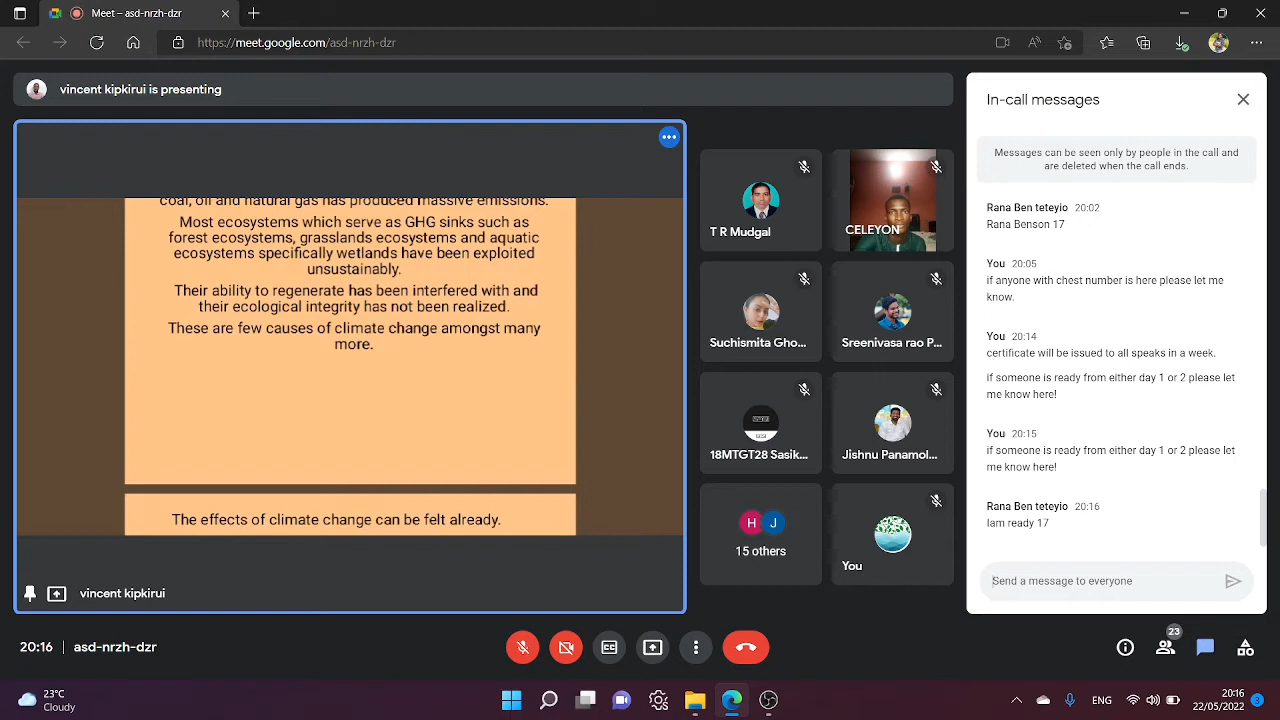 Meet – asd-nrzh-dzr
https://meet.google.com/asd-nrzh-dzr
vincent kipkirui is presenting
coal, oil and natural gas has produced massive emissions.
Most ecosystems which serve as GHG sinks such as
forest ecosystems, grasslands ecosystems and aquatic
ecosystems specifically wetlands have been exploited
unsustainably.
Their ability to regenerate has been interfered with and
their ecological integrity has not been realized.
These are few causes of climate change amongst many
more.
The effects of climate change can be felt already.
vincent kipkirui
T R Mudgal
CELEYON
Suchismita Gho...
Sreenivasa rao P...
18MTGT28 Sasik...
Jishnu Panamol...
H J
15 others
You
In-call messages
Messages can be seen only by people in the call and
are deleted when the call ends.
Rana Ben teteyio 20:02
Rana Benson 17
You 20:05
if anyone with chest number is here please let me
know.
You 20:14
certificate will be issued to all speaks in a week.
if someone is ready from either day 1 or 2 please let
me know here!
You 20:15
if someone is ready from either day 1 or 2 please let
me know here!
Rana Ben teteyio 20:16
Iam ready 17
Send a message to everyone
20:16 | asd-nrzh-dzr
23
23°C
Cloudy
ENG
20:16
22/05/2022
3